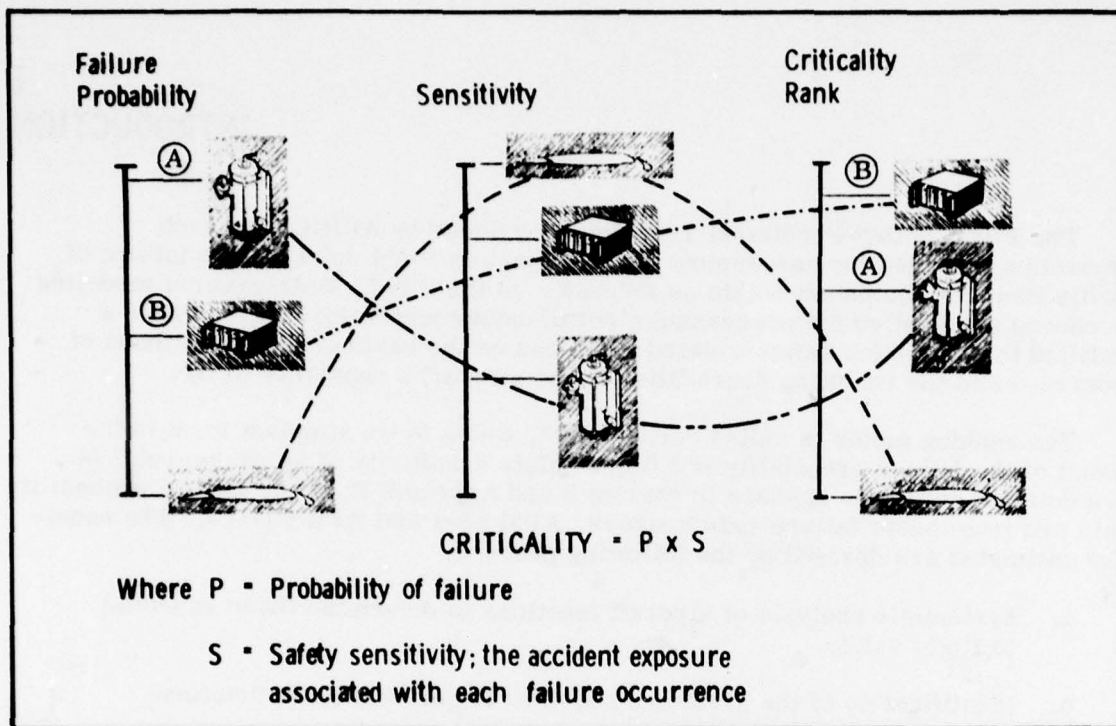 Failure
Probability
Sensitivity
Criticality
Rank
A
B
B
A
CRITICALITY = P x S
Where P = Probability of failure
S = Safety sensitivity; the accident exposure
associated with each failure occurrence